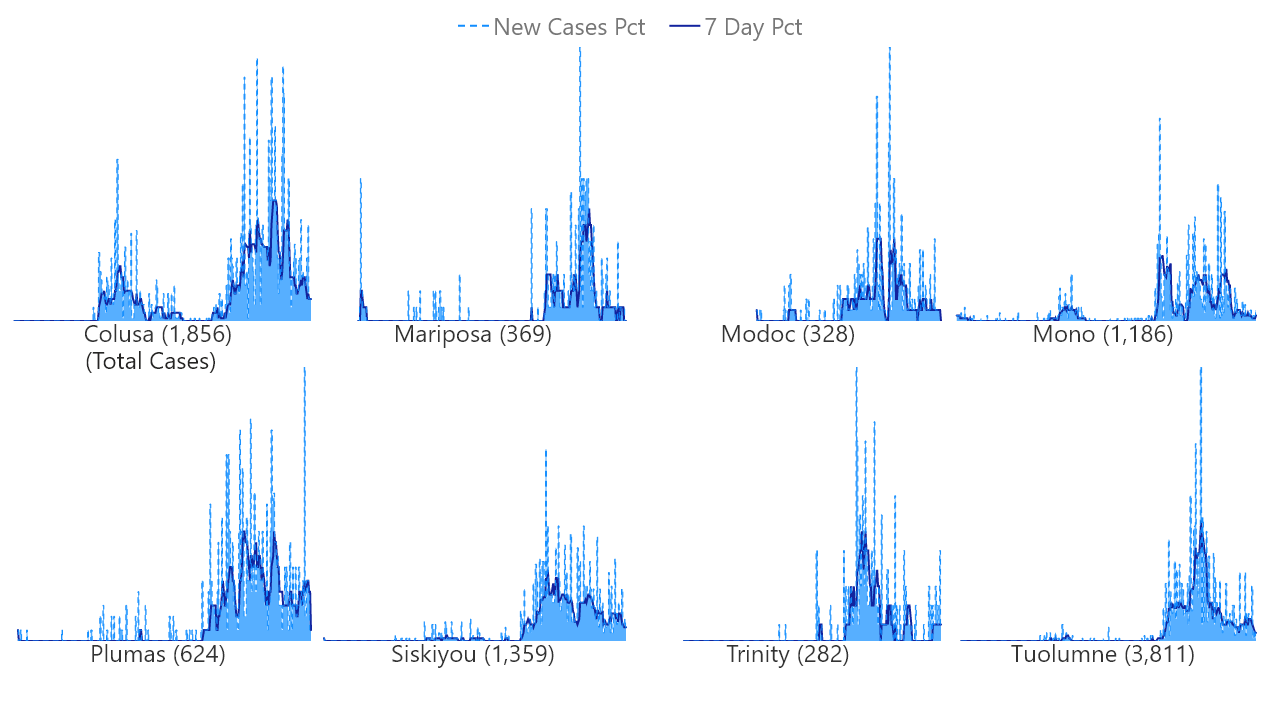 New Cases Pct 7 Day Pct
Colusa (1,856) Mariposa (369) Modoc (328) Mono (1,186)
(Total Cases)
Plumas (624) Siskiyou (1,359) Trinity (282) Tuolumne (3,811)